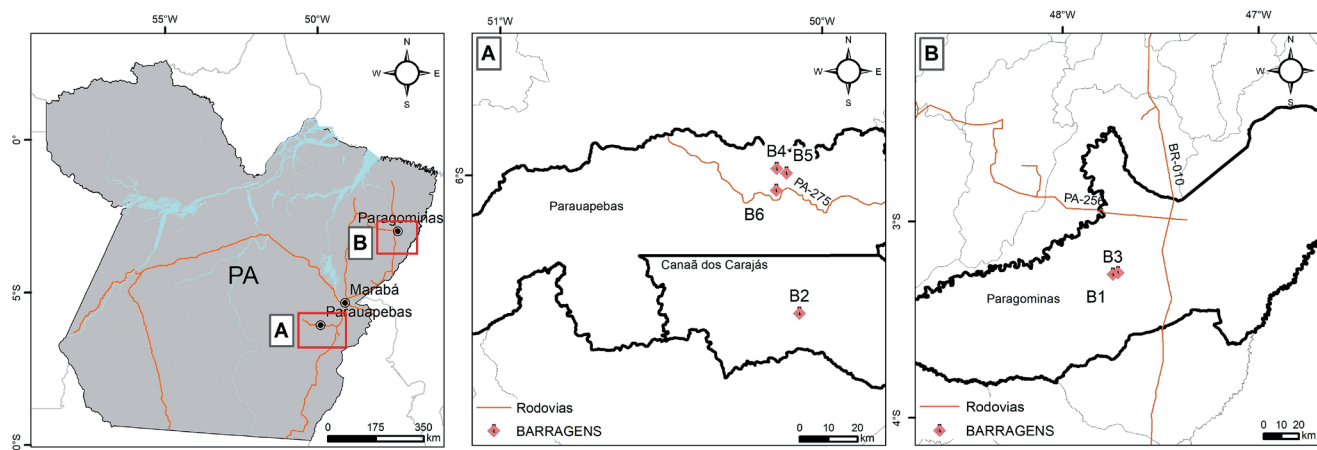 55°W
50°W
N
W
E
S
0°
5°S
0°S
Paragominas
B
PA
Marabá
Parauapebas
A
0
175
350
km
51°W
50°W
A
N
W
E
S
6°S
B4
B5
PA-275
B6
Parauapebas
Canaã dos Carajás
B2
Rodovias
BARRAGENS
0
10
20
km
48°W
47°W
B
N
W
E
S
BR-010
PA-256
3°S
B3
B1
Paragominas
4°S
Rodovias
BARRAGENS
0
10
20
km